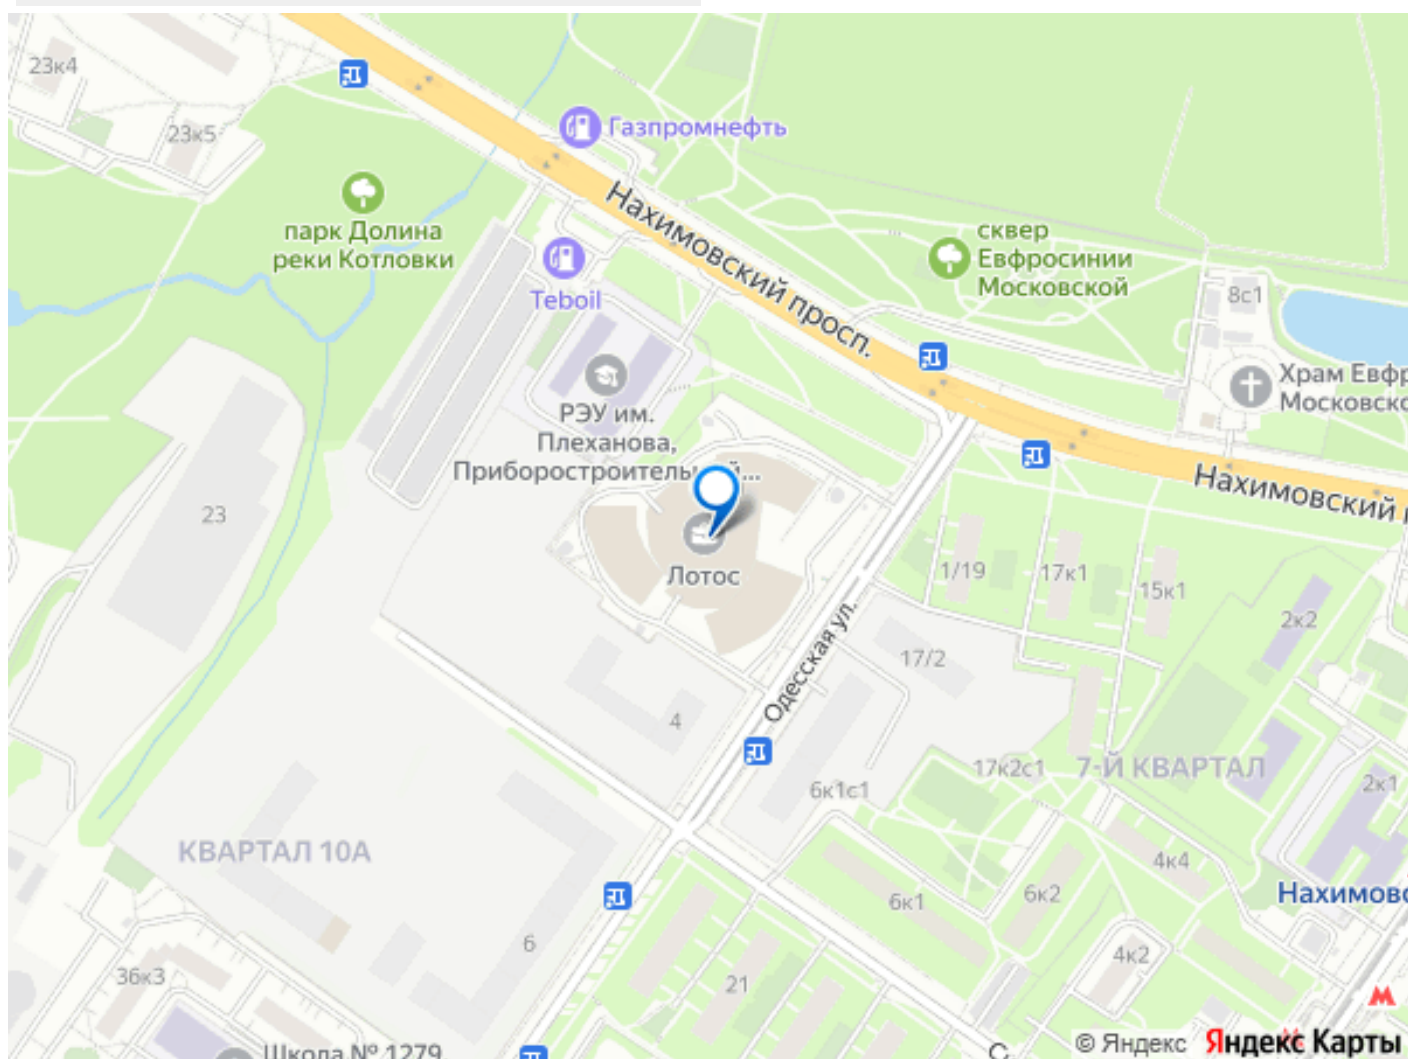 23к4
23к5
Газпромнефть
парк Долина
реки Котловки
Teboil
Нахимовский просп.
сквер
Евфросинии
Московской
8с1
Храм Евфр
Московско
РЭУ им.
Плеханова,
Лотос
Нахимовский
23
1/19
17к1
15к1
2к2
Одесская ул.
17/2
4
17к2с1
7-Й КВАРТАЛ
6к1с1
2к1
КВАРТАЛ 10А
4к4
6к1
6к2
Нахимово
6
4к2
36к3
21
Школа № 1279
© Яндекс
Яндекс Карты